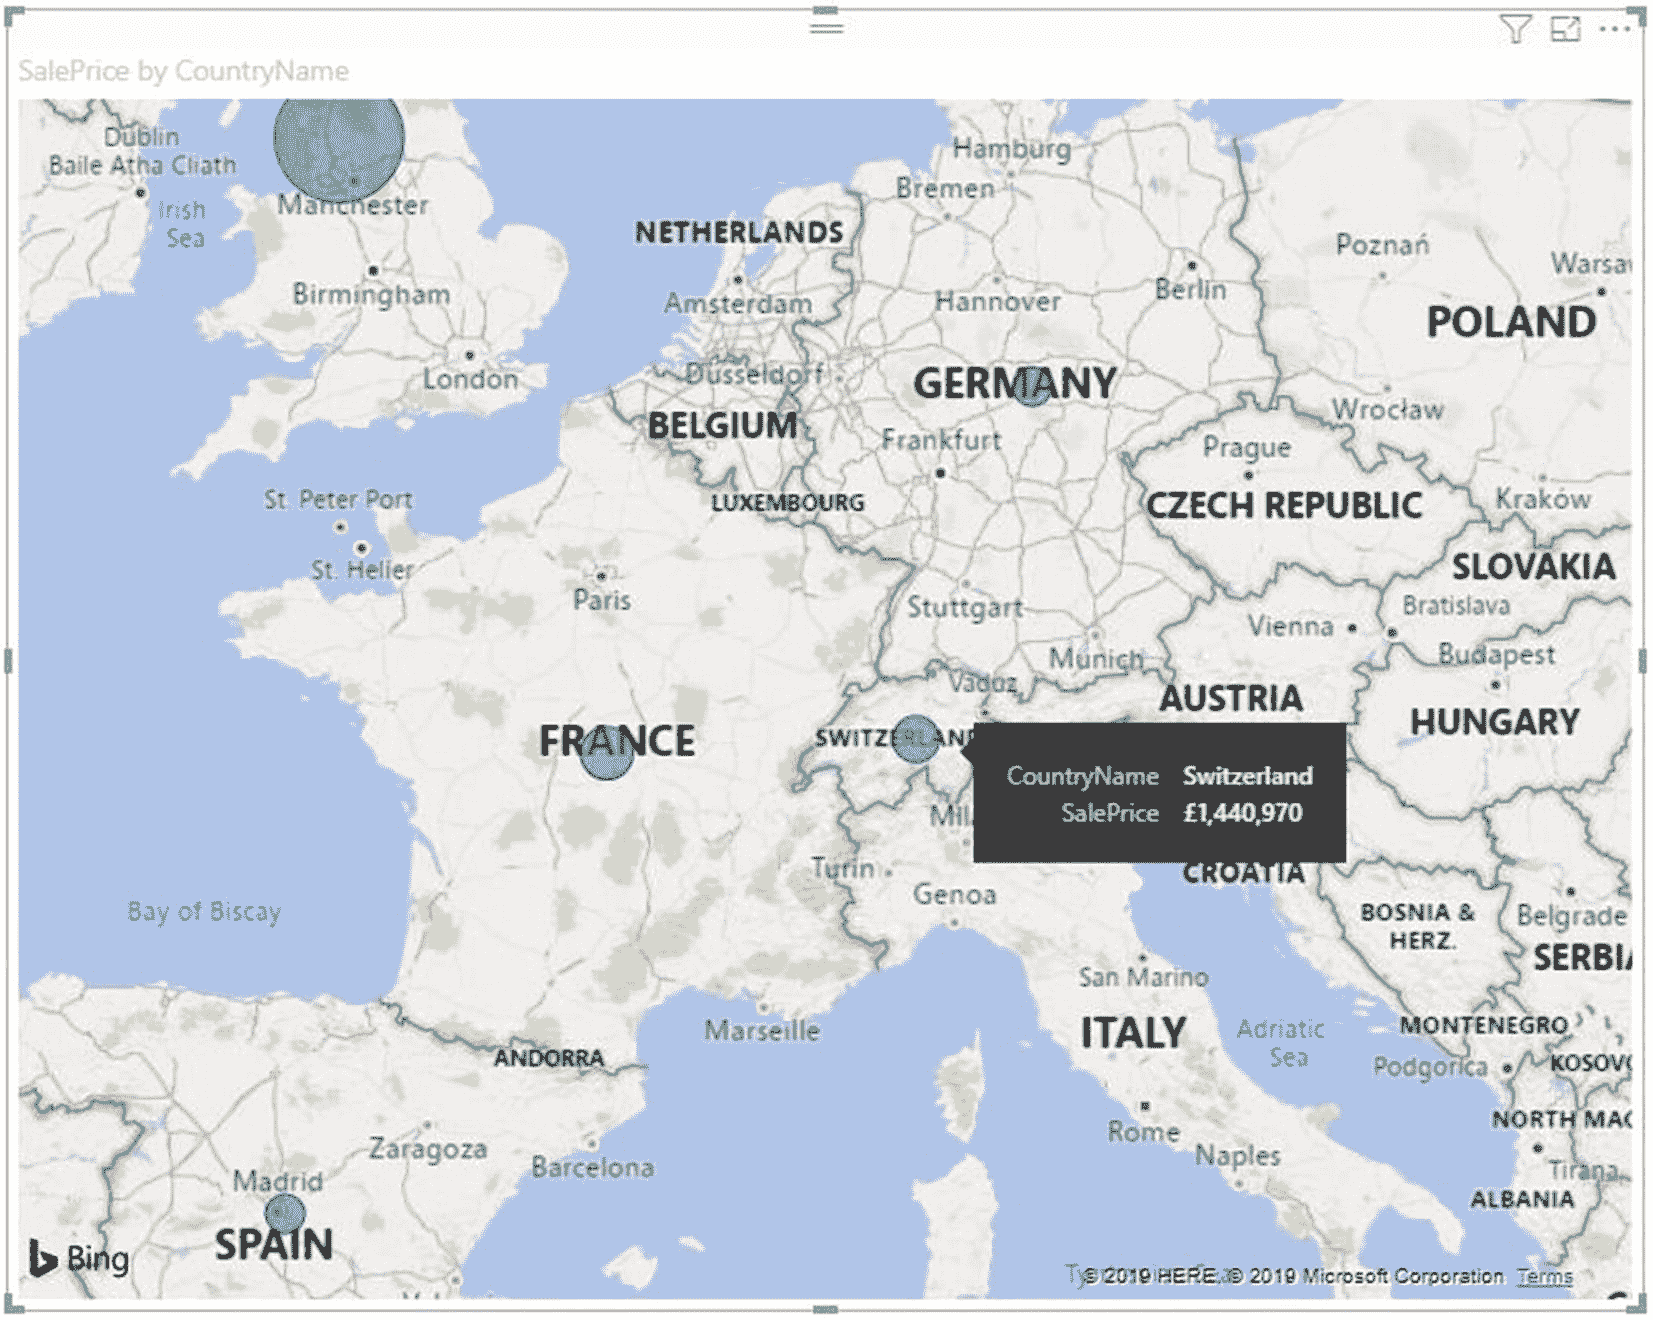 SalePrice by CountryName
Dublin
Baile Atha Cliath
Irish
Sea
Manchester
Birmingham
London
Hamburg
Bremen
NETHERLANDS
Amsterdam
Hannover
Berlin
Poznań
POLAND
Düsseldorf
GERMANY
BELGIUM
Frankfurt
Wrocław
Prague
CZECH REPUBLIC
Kraków
LUXEMBOURG
St. Peter Port
St. Helier
Paris
SLOVAKIA
Stuttgart
Bratislava
Vienna
Budapest
Munich
Vaduz
AUSTRIA
HUNGARY
FRANCE
SWITZERLAND
CountryName Switzerland
SalePrice £1,440,970
Turin
Genoa
CROATIA
Bay of Biscay
BOSNIA &
HERZ.
Belgrade
San Marino
Marseille
ITALY
Adriatic
Sea
MONTENEGRO
Podgorica
ANDORRA
Rome
Naples
Zaragoza
Barcelona
Madrid
SPAIN
Tirana
ALBANIA
Bing
© 2019 HERE, © 2019 Microsoft Corporation Terms